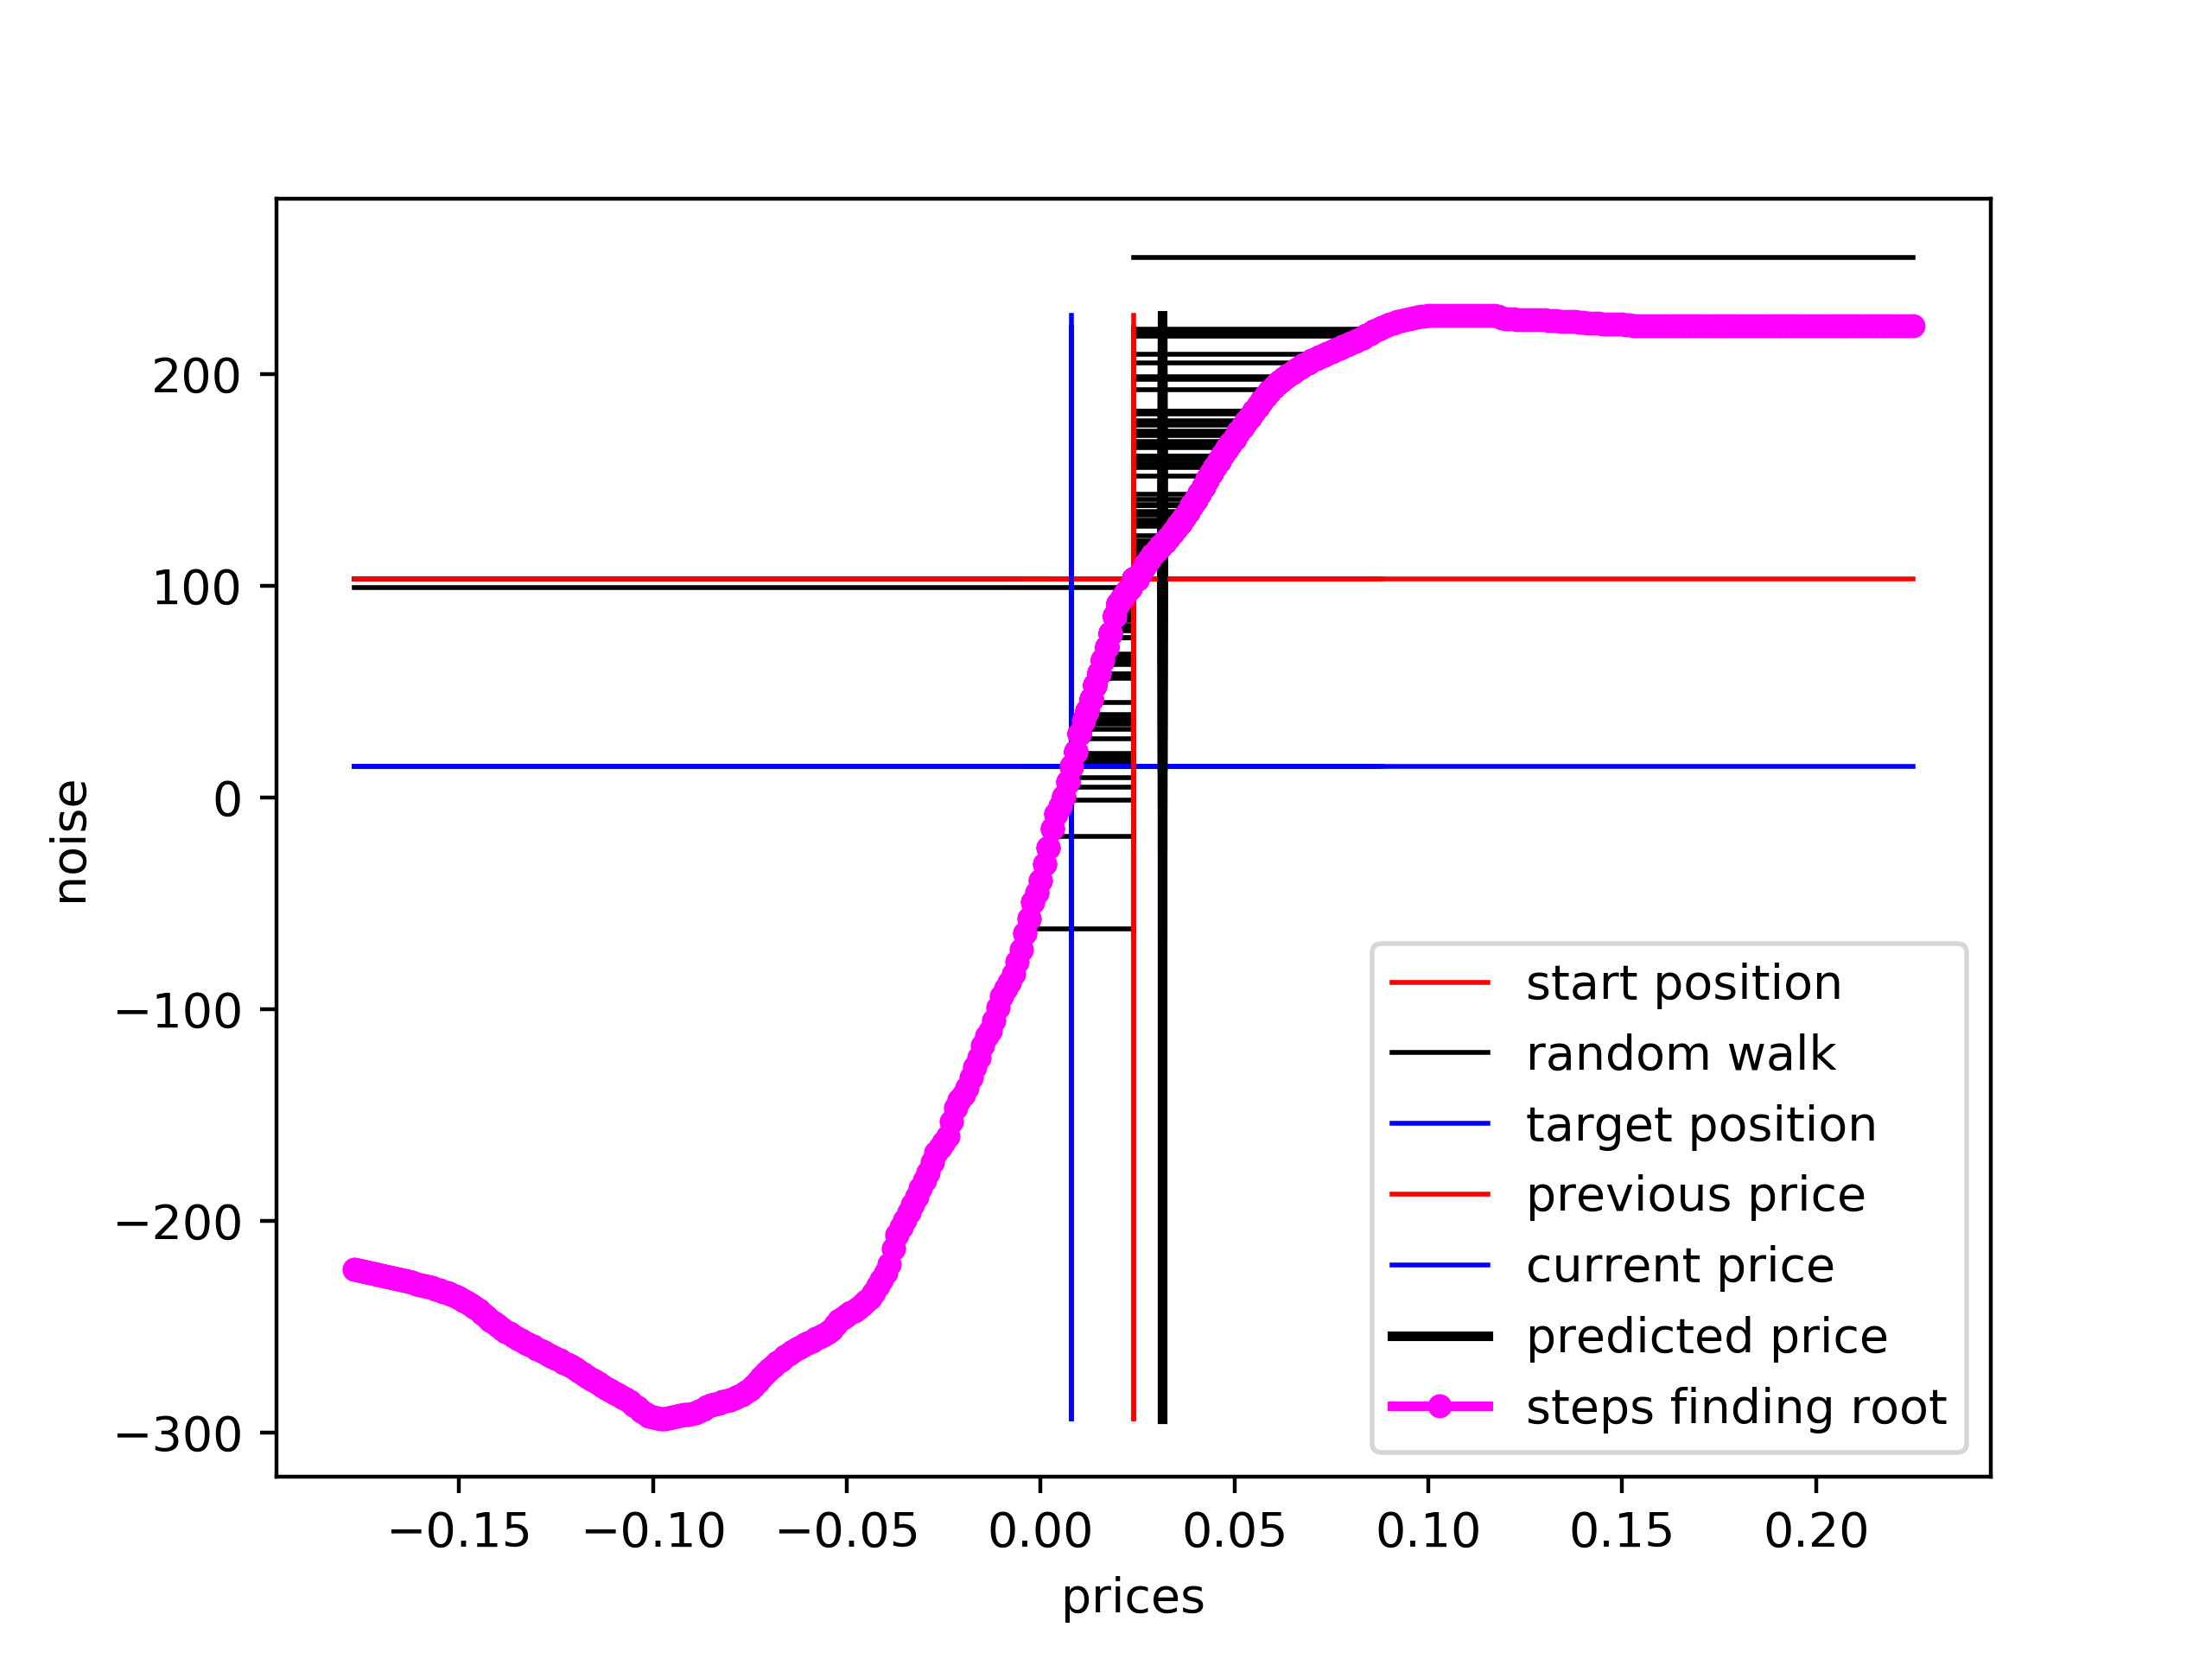 200
100
0
−100
−200
−300
noise
−0.15 −0.10 −0.05 0.00 0.05 0.10 0.15 0.20
prices
start position
random walk
target position
previous price
current price
predicted price
steps finding root